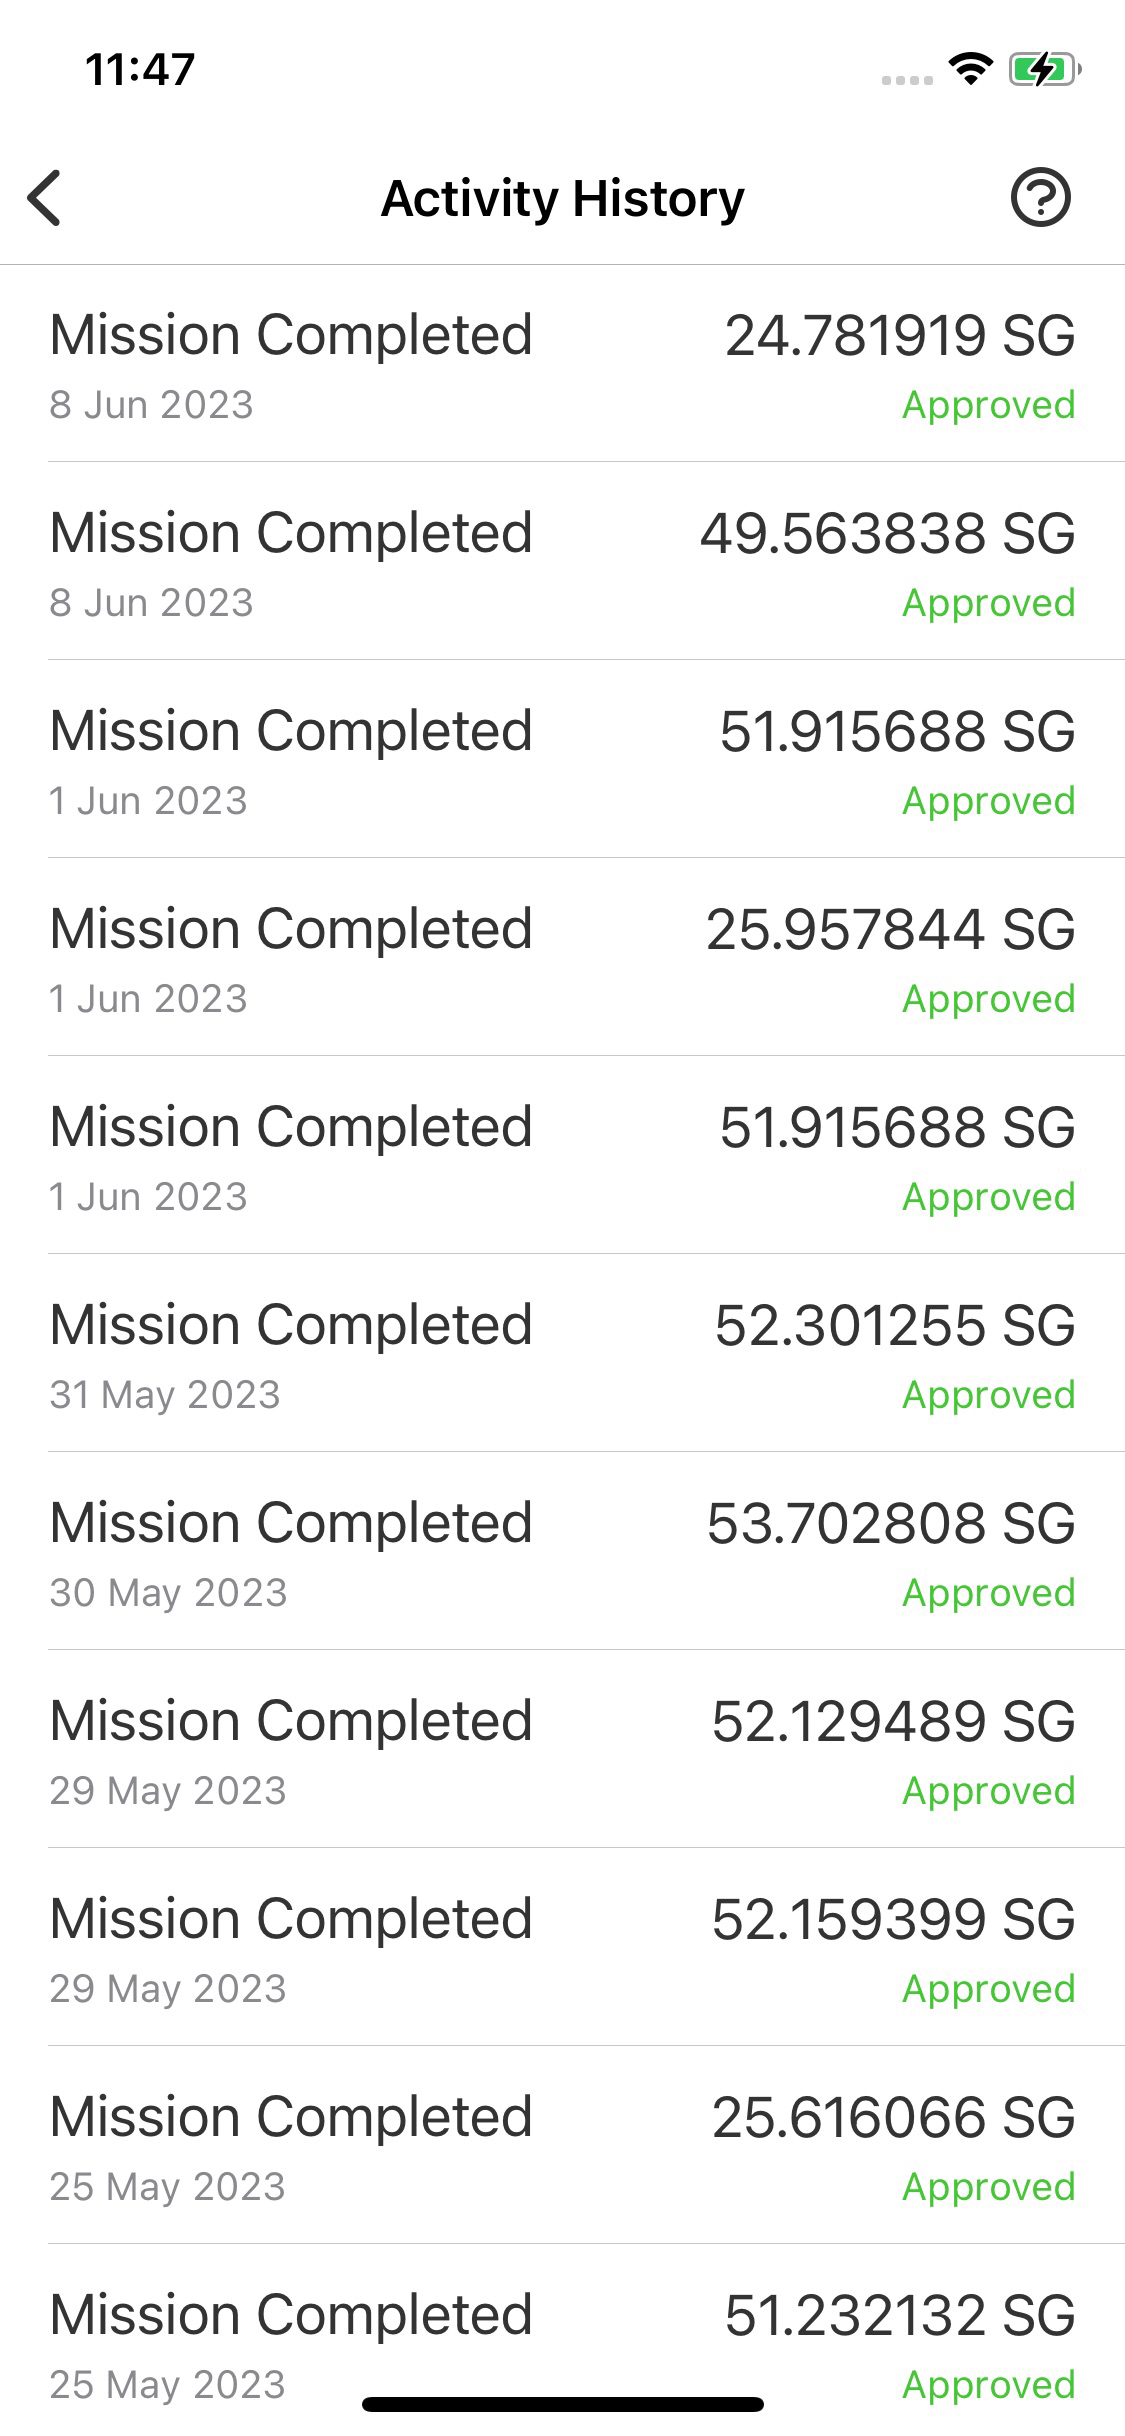 11:47
Activity History
Mission Completed 24.781919 SG
8 Jun 2023 Approved
Mission Completed 49.563838 SG
8 Jun 2023 Approved
Mission Completed 51.915688 SG
1 Jun 2023 Approved
Mission Completed 25.957844 SG
1 Jun 2023 Approved
Mission Completed 51.915688 SG
1 Jun 2023 Approved
Mission Completed 52.301255 SG
31 May 2023 Approved
Mission Completed 53.702808 SG
30 May 2023 Approved
Mission Completed 52.129489 SG
29 May 2023 Approved
Mission Completed 52.159399 SG
29 May 2023 Approved
Mission Completed 25.616066 SG
25 May 2023 Approved
Mission Completed 51.232132 SG
25 May 2023 Approved